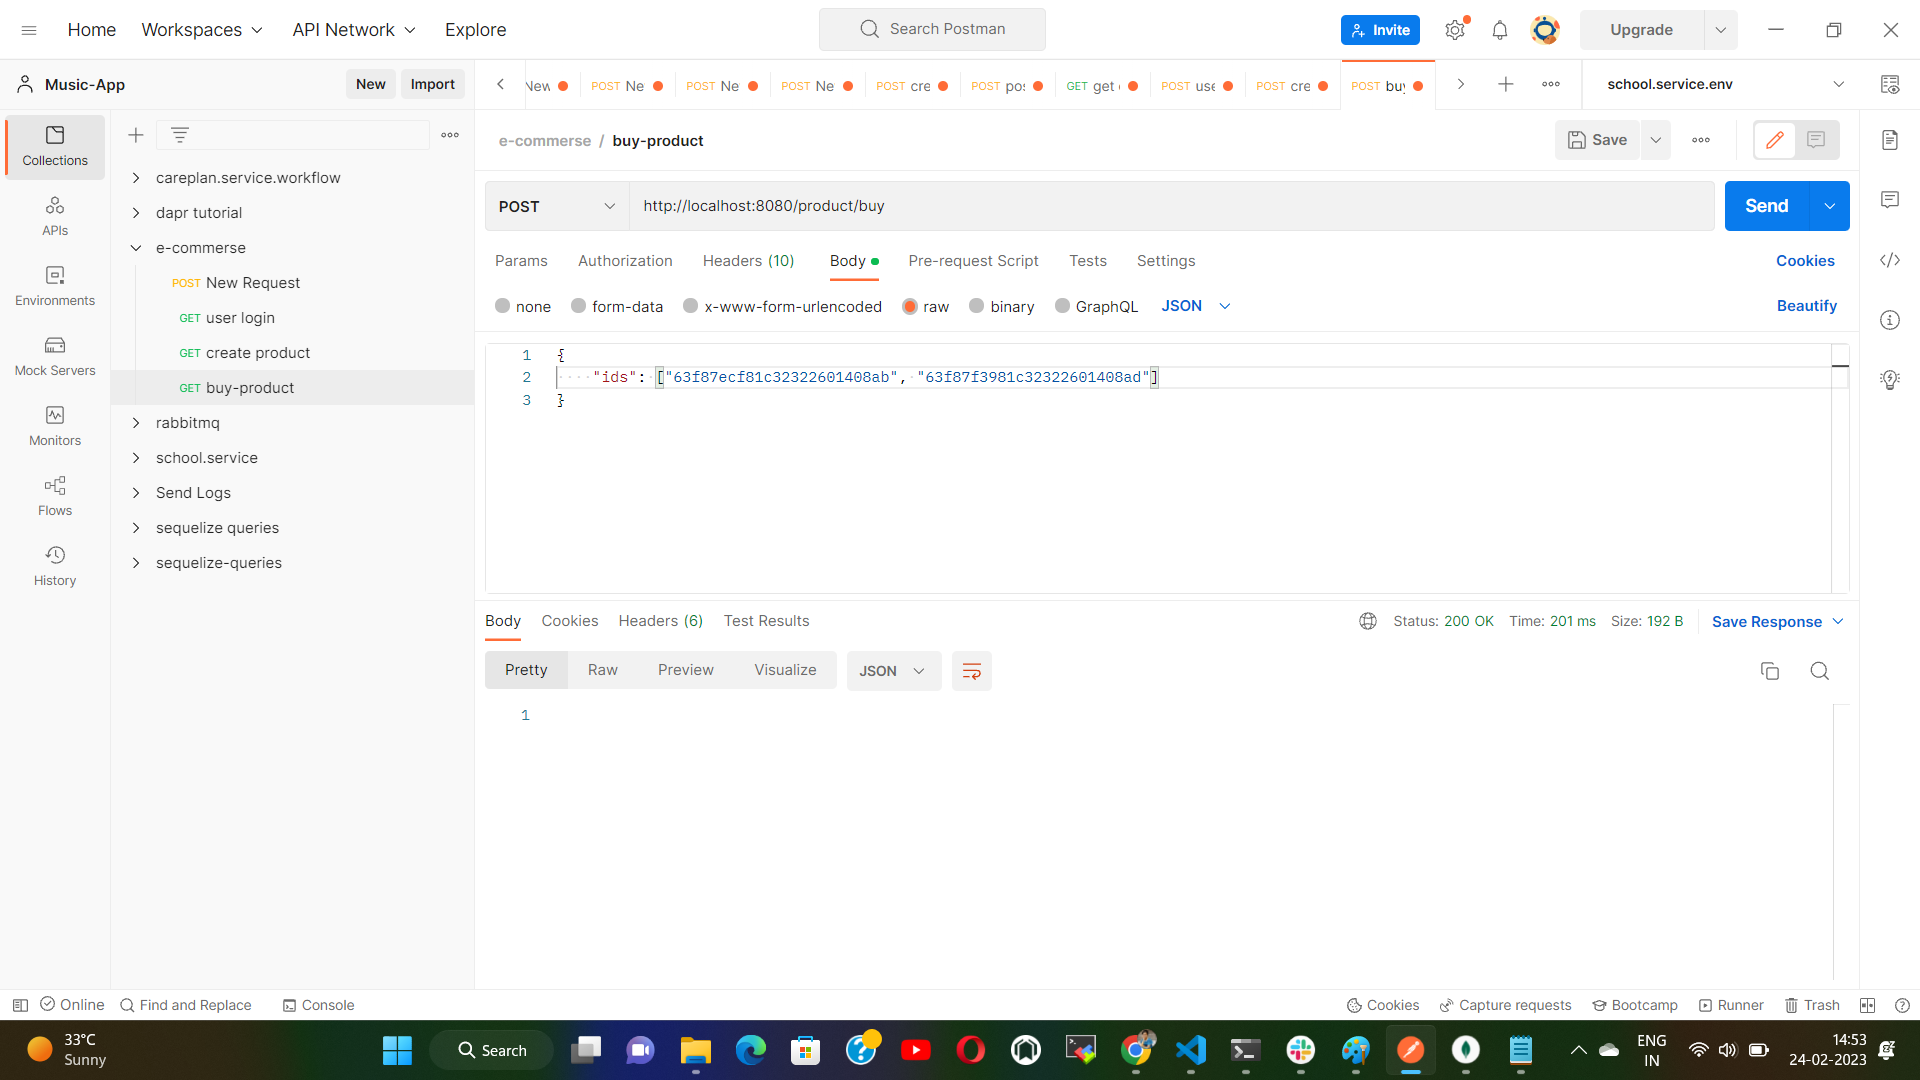 Home Workspaces API Network Explore Search Postman Invite Upgrade
Music-App New Import New POST Ne POST Ne POST Ne POST cre POST pos GET get POST use POST cre POST buy school.service.env
e-commerse / buy-product Save
Collections
APIs
Environments
Mock Servers
Monitors
Flows
History
careplan.service.workflow
dapr tutorial
e-commerse
POST New Request
GET user login
GET create product
GET buy-product
rabbitmq
school.service
Send Logs
sequelize queries
sequelize-queries
POST http://localhost:8080/product/buy Send
Params Authorization Headers (10) Body Pre-request Script Tests Settings Cookies
none form-data x-www-form-urlencoded raw binary GraphQL JSON Beautify
1 {
2 "ids": ["63f87ecf81c32322601408ab", "63f87f3981c32322601408ad"]
3 }
Body Cookies Headers (6) Test Results Status: 200 OK Time: 201 ms Size: 192 B Save Response
Pretty Raw Preview Visualize JSON
1
Online Find and Replace Console Cookies Capture requests Bootcamp Runner Trash
33°C
Sunny
Search
ENG
IN
14:53
24-02-2023